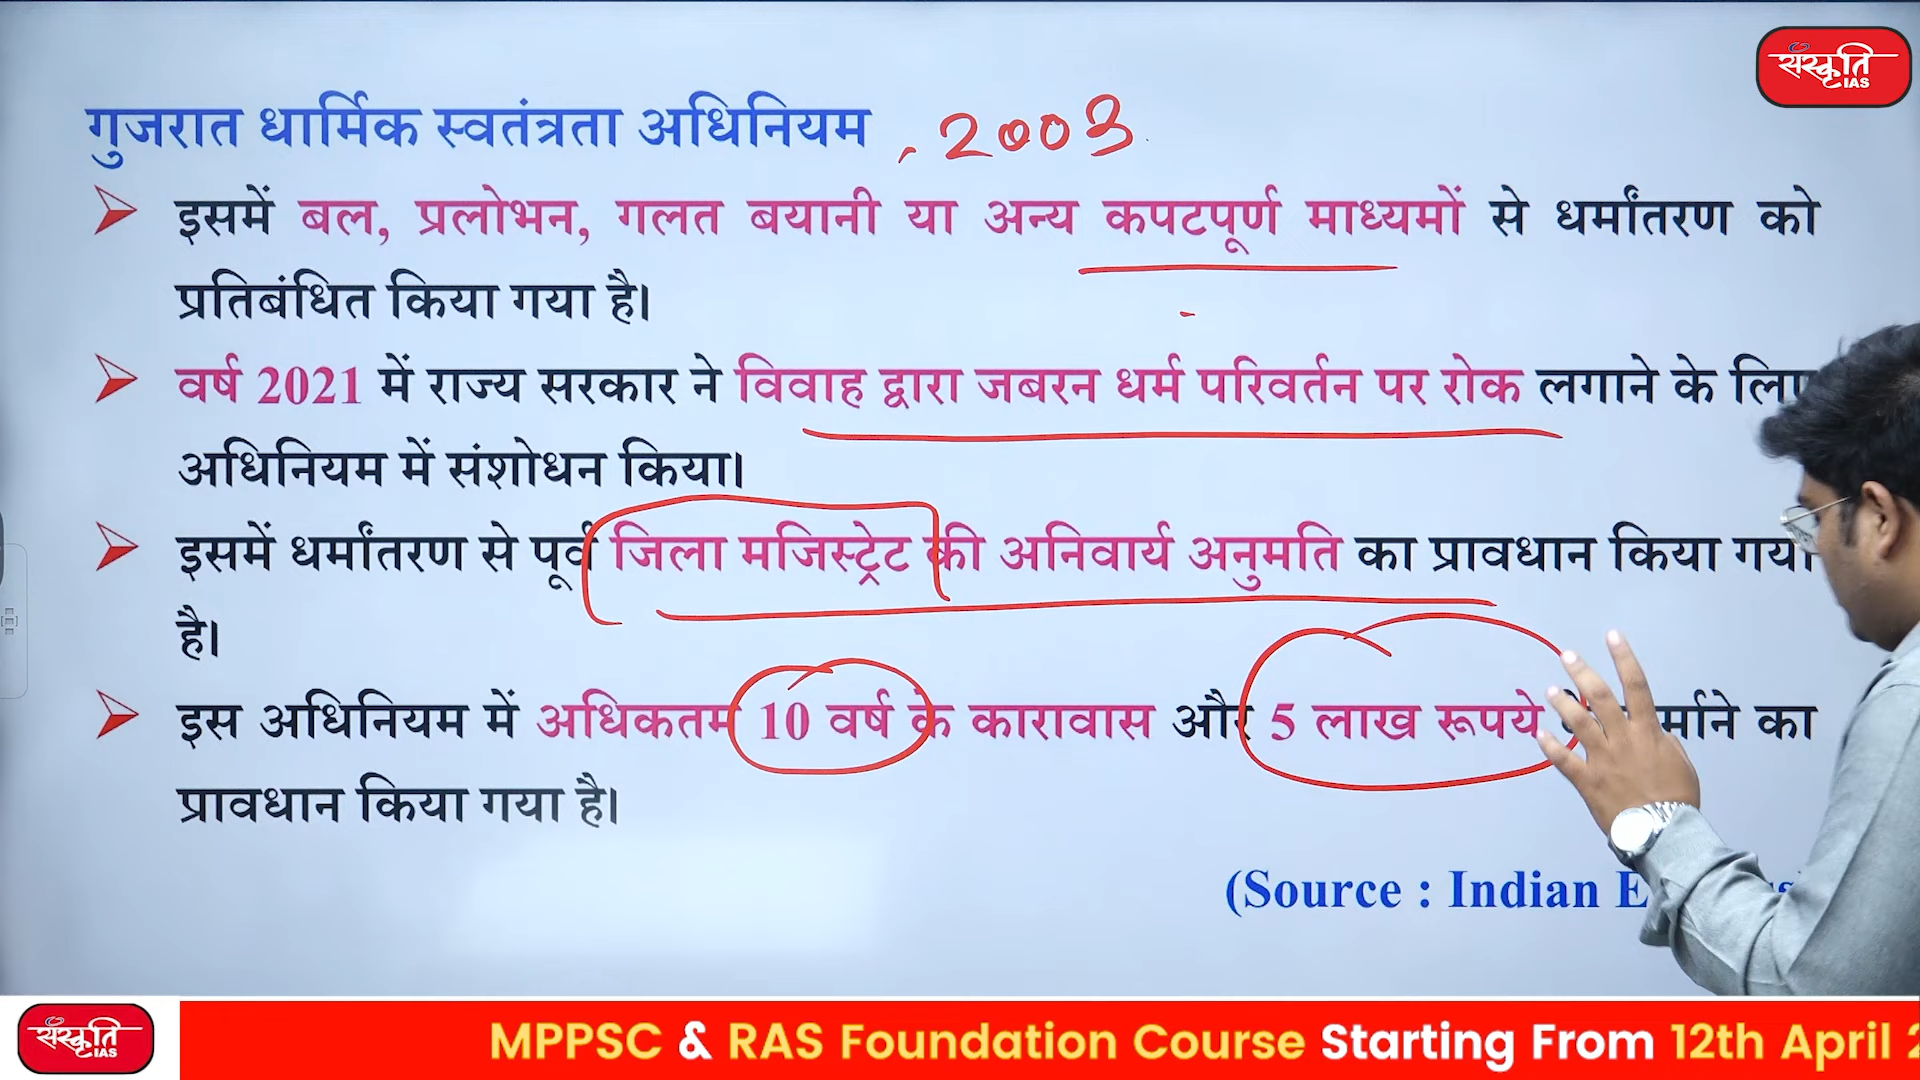 संस्कृति
IAS
गुजरात धार्मिक स्वतंत्रता अधिनियम , 2003
इसमें बल, प्रलोभन, गलत बयानी या अन्य कपटपूर्ण माध्यमों से धर्मांतरण को
प्रतिबंधित किया गया है।
वर्ष 2021 में राज्य सरकार ने विवाह द्वारा जबरन धर्म परिवर्तन पर रोक लगाने के लिए
अधिनियम में संशोधन किया।
इसमें धर्मांतरण से पूर्व जिला मजिस्ट्रेट की अनिवार्य अनुमति का प्रावधान किया गया
है।
इस अधिनियम में अधिकतम 10 वर्ष के कारावास और 5 लाख रूपये का
प्रावधान किया गया है।
(Source : Indian
संस्कृति
IAS
MPPSC & RAS Foundation Course Starting From 12th April